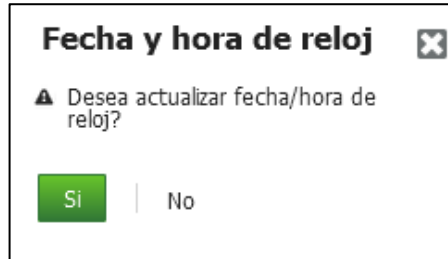 Fecha y hora de reloj
Desea actualizar fecha/hora de
reloj?
Si
No